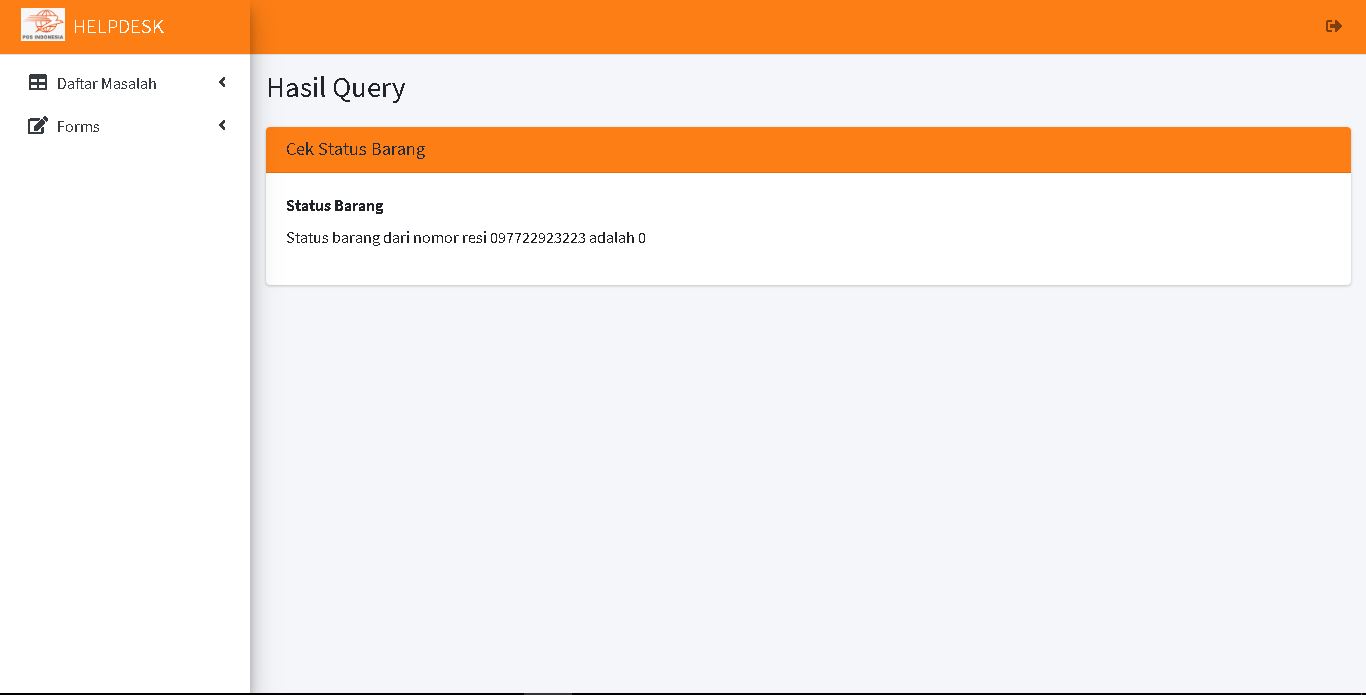 POS INDONESIA
HELPDESK
Daftar Masalah
Forms
Hasil Query
Cek Status Barang
Status Barang
Status barang dari nomor resi 097722923223 adalah 0